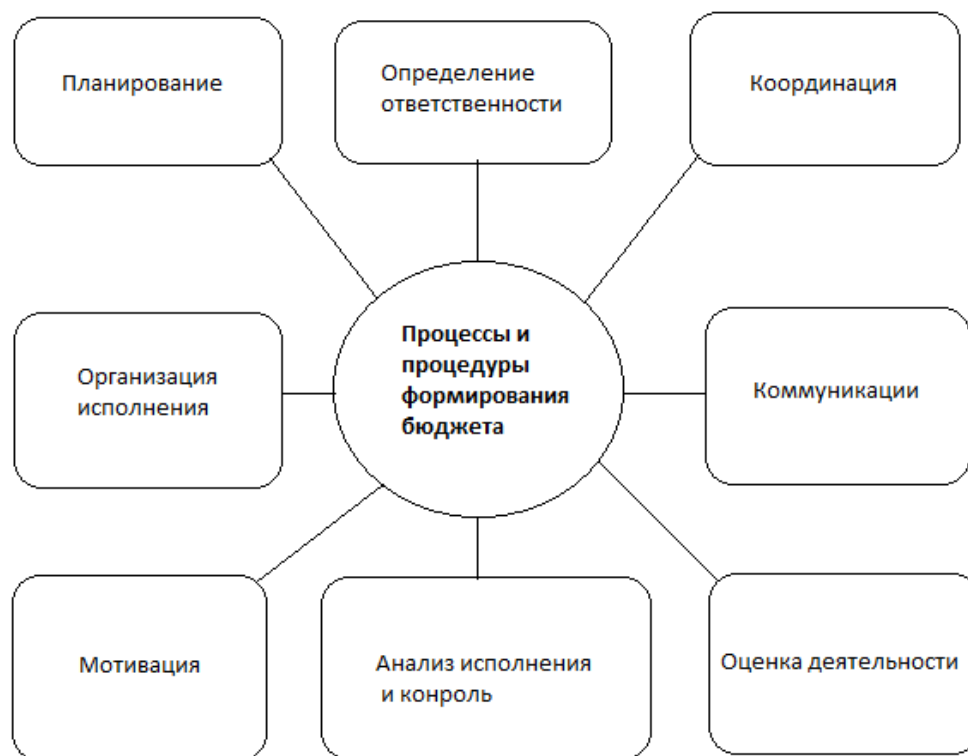 Планирование
Определение
ответственности
Координация
Организация
исполнения
Процессы и
процедуры
формирования
бюджета
Коммуникации
Мотивация
Анализ исполнения
и конроль
Оценка деятельности